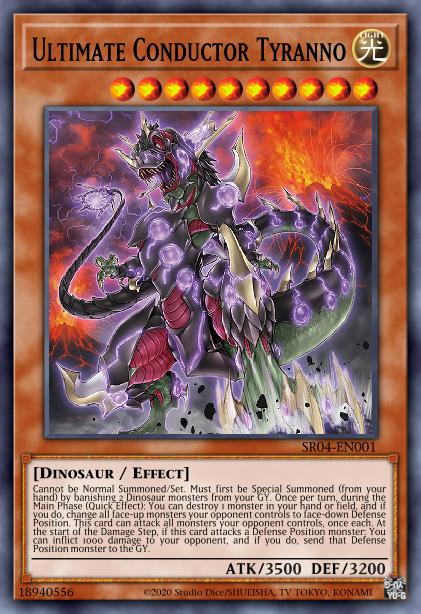 ULTIMATE CONDUCTOR TYRANNO
LIGHT
光
SR04-EN001
[DINOSAUR / EFFECT]
Cannot be Normal Summoned/Set. Must first be Special Summoned (from your
hand) by banishing 2 Dinosaur monsters from your GY. Once per turn, during the
Main Phase (Quick Effect): You can destroy 1 monster in your hand or field, and if
you do, change all face-up monsters your opponent controls to face-down Defense
Position. This card can attack all monsters your opponent controls, once each. At
the start of the Damage Step, if this card attacks a Defense Position monster: You
can inflict 1000 damage to your opponent, and if you do, send that Defense
Position monster to the GY.
ATK/3500 DEF/3200
18940556 ©2020 Studio Dice/SHUEISHA, TV TOKYO, KONAMI